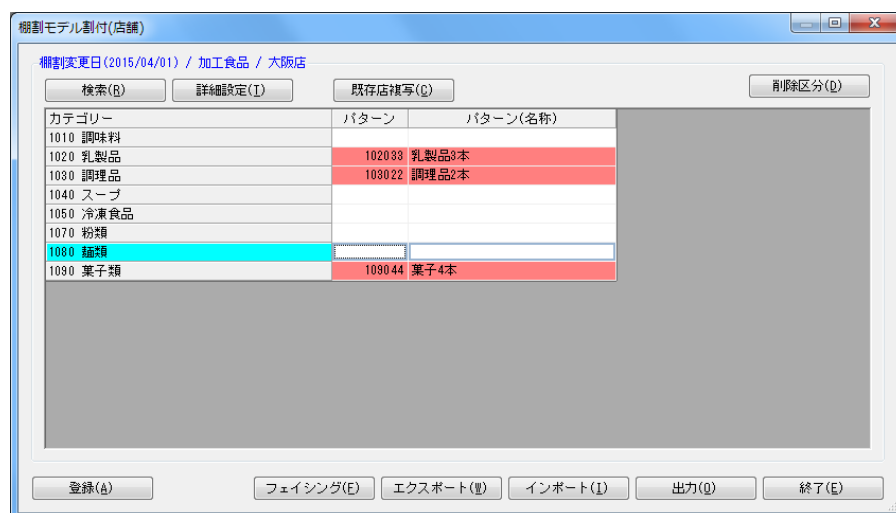 棚割モデル割付(店舗)
棚割変更日(2015/04/01) / 加工食品 / 大阪店
検索(R) 詳細設定(T) 既存店複写(C) 削除区分(D)
カテゴリー パターン パターン(名称)
1010 調味料
1020 乳製品 102033 乳製品3本
1030 調理品 103022 調理品2本
1040 スープ
1050 冷凍食品
1070 粉類
1080 麺類
1090 菓子類 109044 菓子4本
登録(A) フェイシング(F) エクスポート(W) インポート(I) 出力(O) 終了(E)